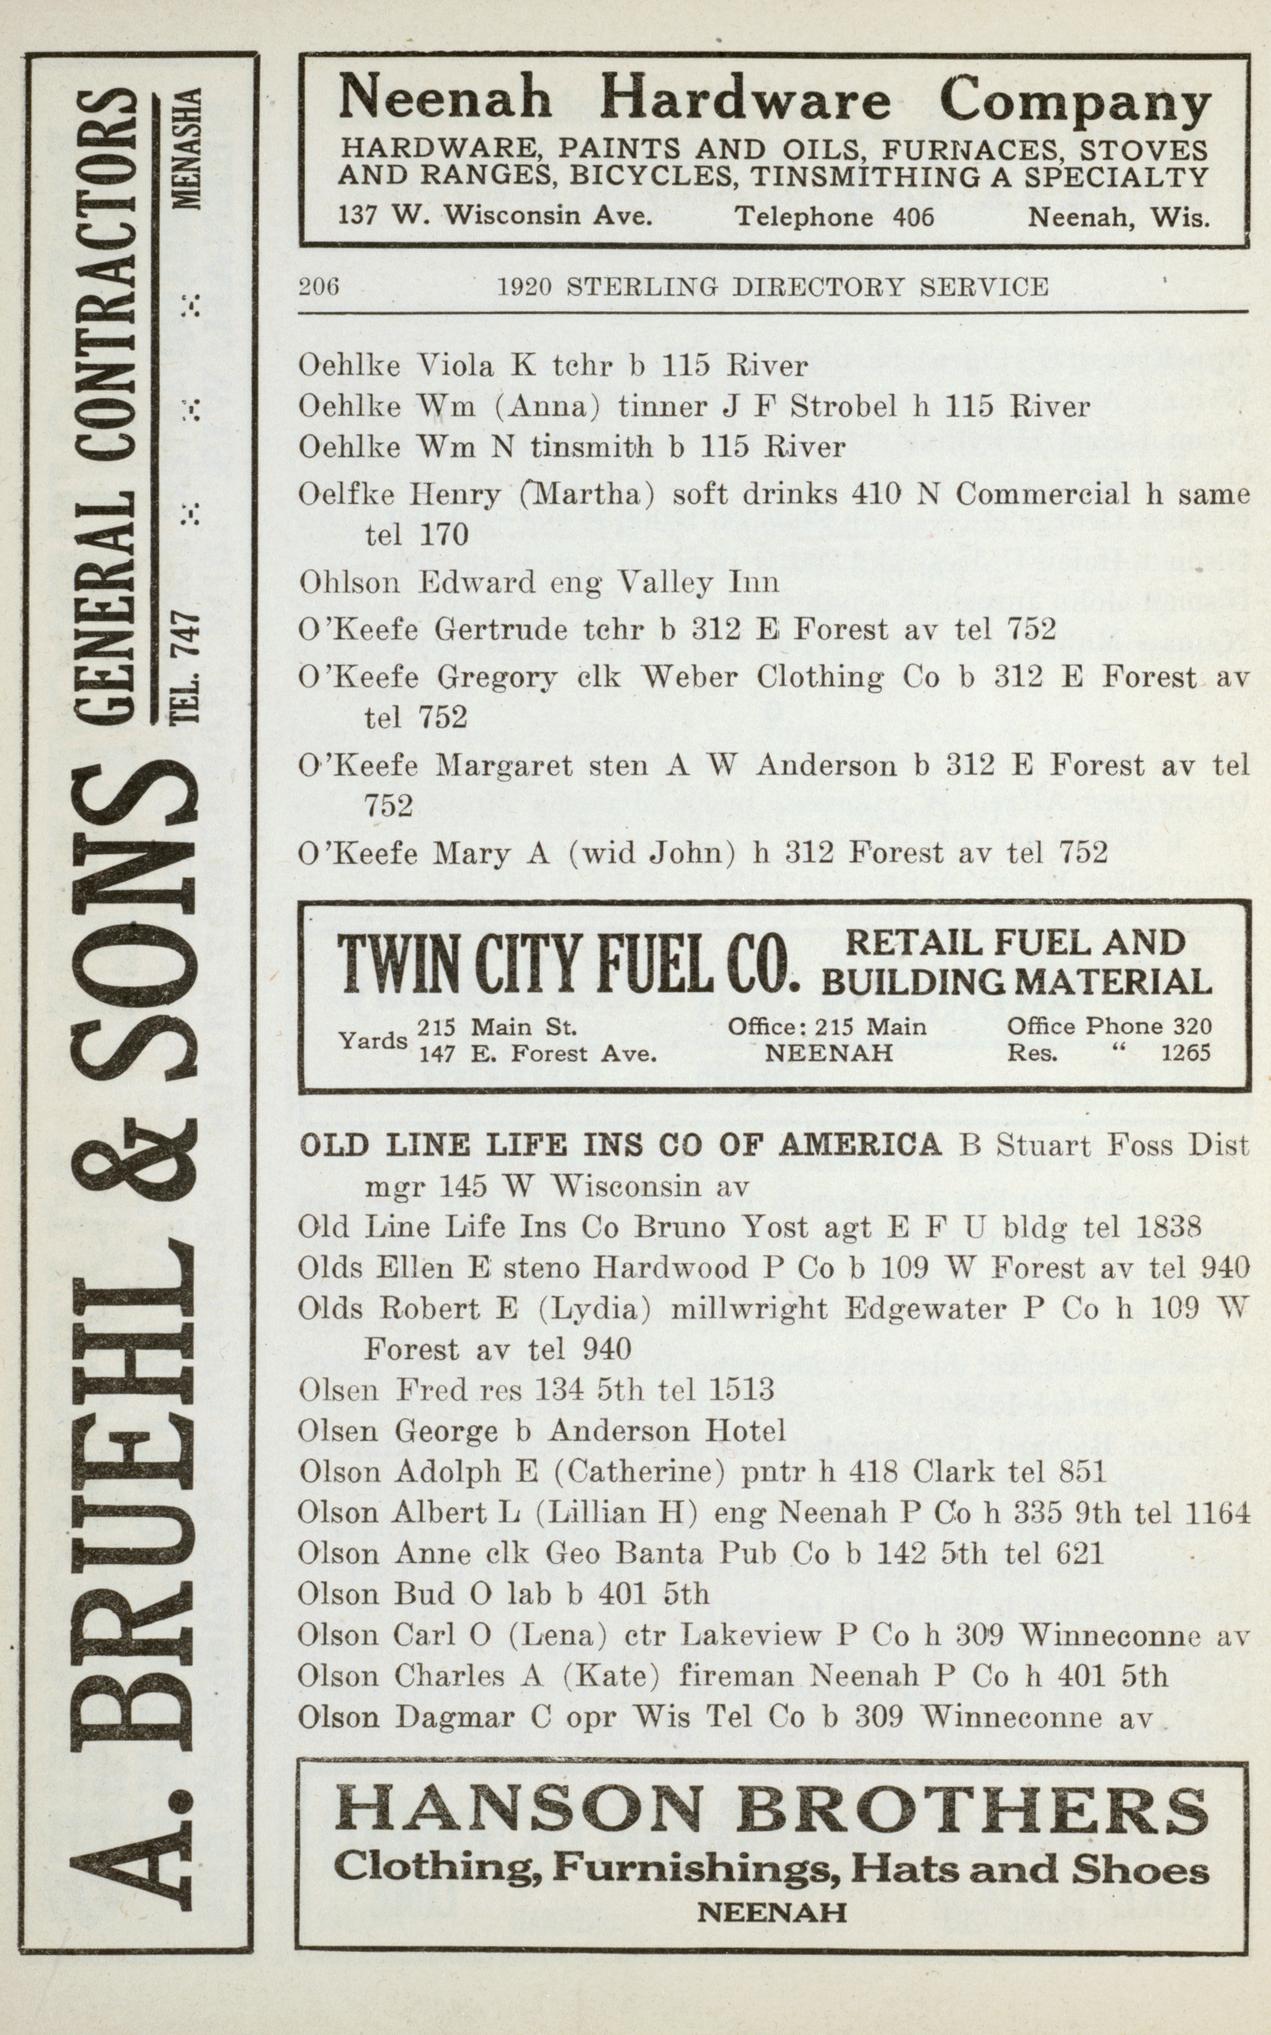 A. BRUEHL & SONS
GENERAL CONTRACTORS
TEL. 747 MENASHA
Neenah Hardware Company
HARDWARE, PAINTS AND OILS, FURNACES, STOVES
AND RANGES, BICYCLES, TINSMITHING A SPECIALTY
137 W. Wisconsin Ave. Telephone 406 Neenah, Wis.
206 1920 STERLING DIRECTORY SERVICE
Oehlke Viola K tchr b 115 River
Oehlke Wm (Anna) tinner J F Strobel h 115 River
Oehlke Wm N tinsmith b 115 River
Oelfke Henry (Martha) soft drinks 410 N Commercial h same
tel 170
Ohlson Edward eng Valley Inn
O'Keefe Gertrude tchr b 312 E Forest av tel 752
O'Keefe Gregory clk Weber Clothing Co b 312 E Forest av
tel 752
O'Keefe Margaret sten A W Anderson b 312 E Forest av tel
752
O'Keefe Mary A (wid John) h 312 Forest av tel 752
TWIN CITY FUEL CO. RETAIL FUEL AND
BUILDING MATERIAL
Yards 215 Main St. Office: 215 Main Office Phone 320
147 E. Forest Ave. NEENAH Res. “ 1265
OLD LINE LIFE INS CO OF AMERICA B Stuart Foss Dist
mgr 145 W Wisconsin av
Old Line Life Ins Co Bruno Yost agt E F U bldg tel 1838
Olds Ellen E steno Hardwood P Co b 109 W Forest av tel 940
Olds Robert E (Lydia) millwright Edgewater P Co h 109 W
Forest av tel 940
Olsen Fred res 134 5th tel 1513
Olsen George b Anderson Hotel
Olson Adolph E (Catherine) pntr h 418 Clark tel 851
Olson Albert L (Lillian H) eng Neenah P Co h 335 9th tel 1164
Olson Anne clk Geo Banta Pub Co b 142 5th tel 621
Olson Bud O lab b 401 5th
Olson Carl O (Lena) ctr Lakeview P Co h 309 Winneconne av
Olson Charles A (Kate) fireman Neenah P Co h 401 5th
Olson Dagmar C opr Wis Tel Co b 309 Winneconne av
HANSON BROTHERS
Clothing, Furnishings, Hats and Shoes
NEENAH